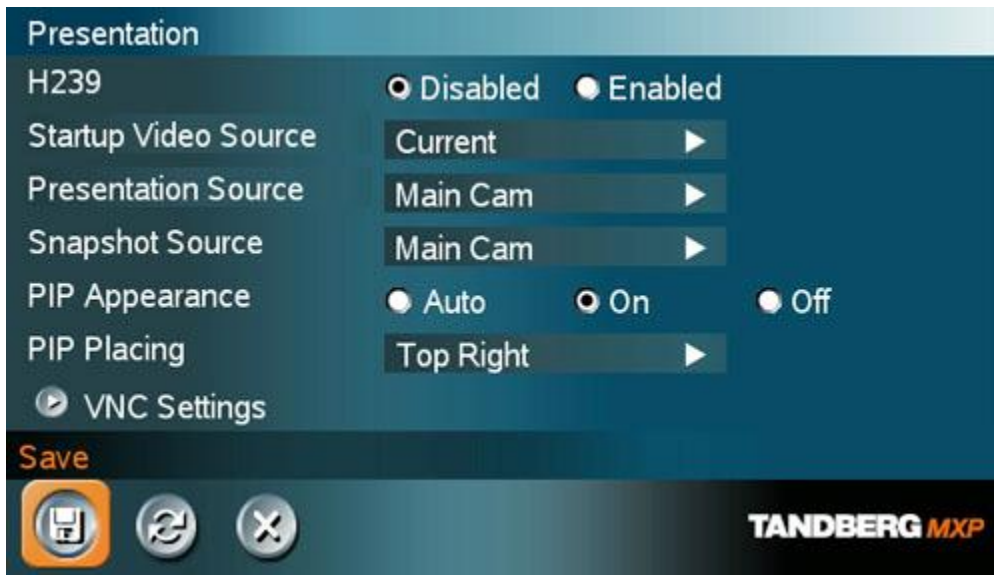 Presentation
H239 Disabled Enabled
Startup Video Source Current
Presentation Source Main Cam
Snapshot Source Main Cam
PIP Appearance Auto On Off
PIP Placing Top Right
VNC Settings
Save
TANDBERG MXP